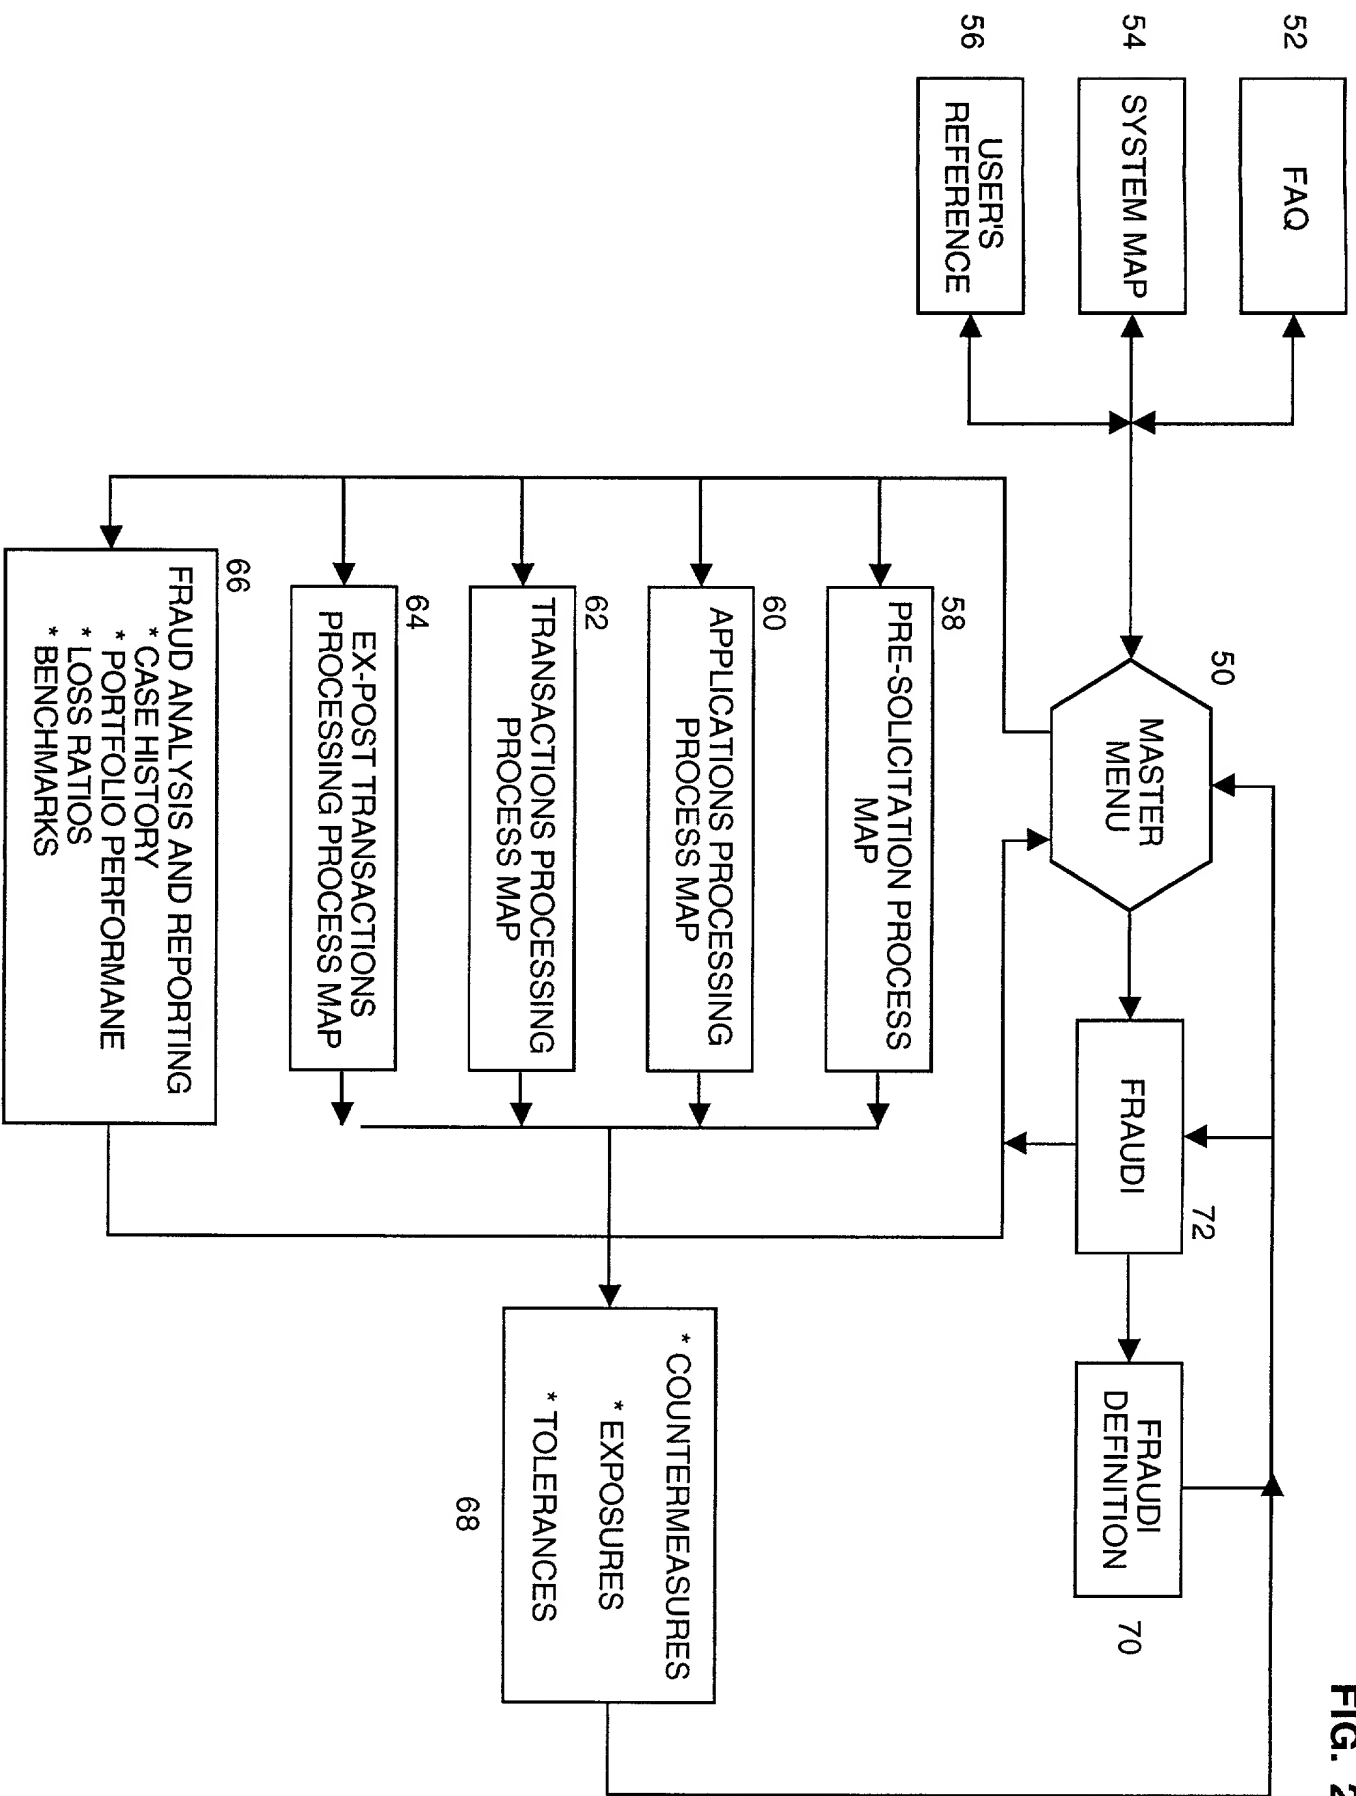 FIG. 2
52
FAQ
54
SYSTEM MAP
56
USER'S
REFERENCE
50
MASTER
MENU
FRAUDI
72
FRAUDI
DEFINITION
70
58
PRE-SOLICITATION PROCESS
MAP
60
APPLICATIONS PROCESSING
PROCESS MAP
62
TRANSACTIONS PROCESSING
PROCESS MAP
64
EX-POST TRANSACTIONS
PROCESSING PROCESS MAP
66
FRAUD ANALYSIS AND REPORTING
* CASE HISTORY
* PORTFOLIO PERFORMANE
* LOSS RATIOS
* BENCHMARKS
* COUNTERMEASURES
* EXPOSURES
* TOLERANCES
68